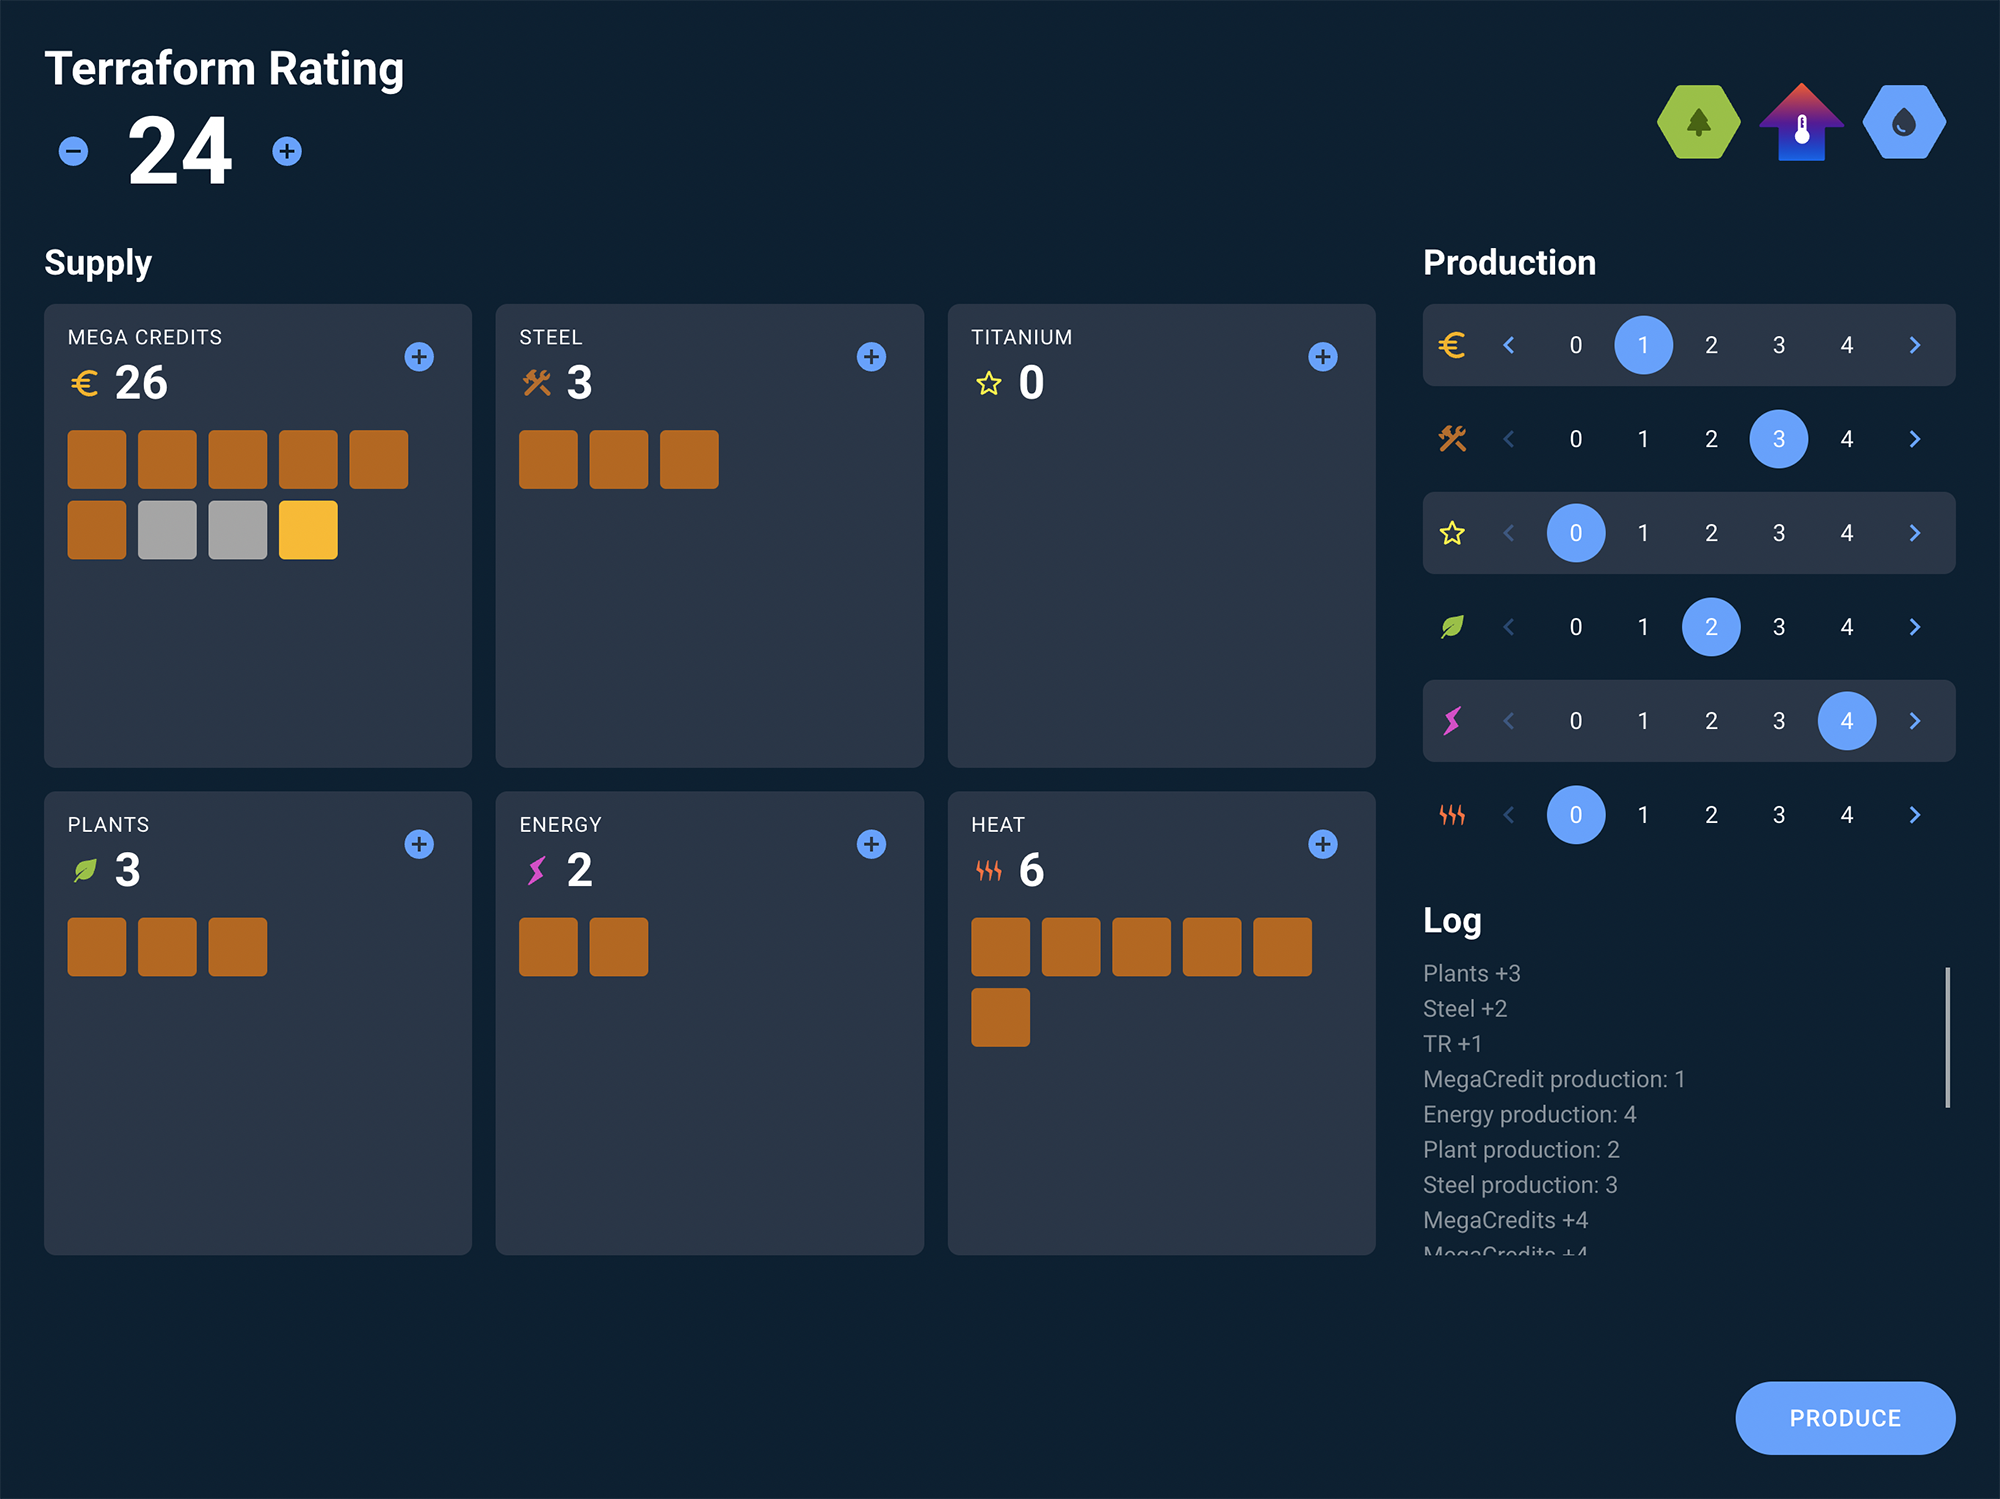 Terraform Rating
24
Supply
MEGA CREDITS
26
STEEL
3
TITANIUM
0
PLANTS
3
ENERGY
2
HEAT
6
Production
0 1 2 3 4
0 1 2 3 4
0 1 2 3 4
0 1 2 3 4
0 1 2 3 4
0 1 2 3 4
Log
Plants +3
Steel +2
TR +1
MegaCredit production: 1
Energy production: 4
Plant production: 2
Steel production: 3
MegaCredits +4
MegaCredits +4
PRODUCE